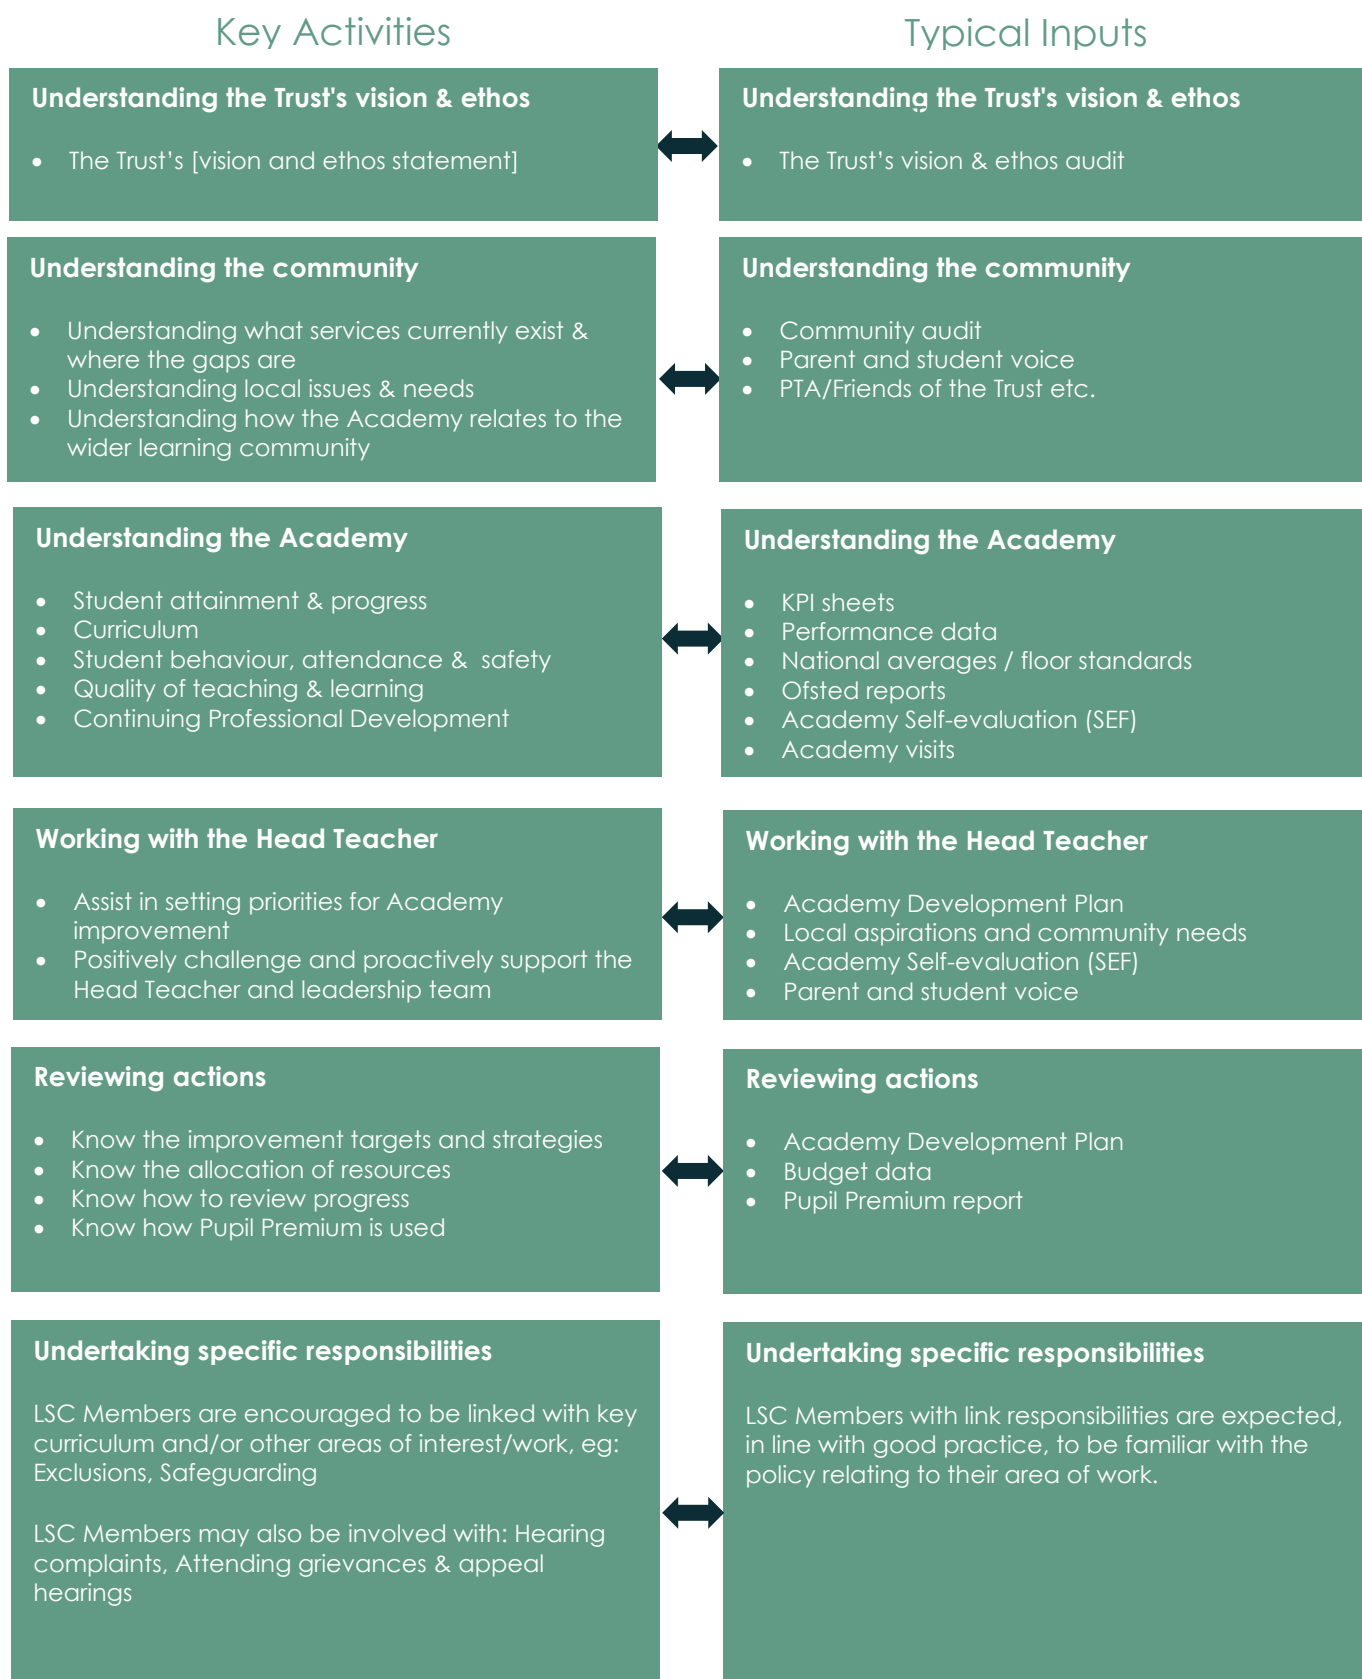 Key Activities
Typical Inputs
Understanding the Trust's vision & ethos
• The Trust’s [vision and ethos statement]
Understanding the Trust's vision & ethos
• The Trust’s vision & ethos audit
Understanding the community
• Understanding what services currently exist &
where the gaps are
• Understanding local issues & needs
• Understanding how the Academy relates to the
wider learning community
Understanding the community
• Community audit
• Parent and student voice
• PTA/Friends of the Trust etc.
Understanding the Academy
• Student attainment & progress
• Curriculum
• Student behaviour, attendance & safety
• Quality of teaching & learning
• Continuing Professional Development
Understanding the Academy
• KPI sheets
• Performance data
• National averages / floor standards
• Ofsted reports
• Academy Self-evaluation (SEF)
• Academy visits
Working with the Head Teacher
• Assist in setting priorities for Academy
improvement
• Positively challenge and proactively support the
Head Teacher and leadership team
Working with the Head Teacher
• Academy Development Plan
• Local aspirations and community needs
• Academy Self-evaluation (SEF)
• Parent and student voice
Reviewing actions
• Know the improvement targets and strategies
• Know the allocation of resources
• Know how to review progress
• Know how Pupil Premium is used
Reviewing actions
• Academy Development Plan
• Budget data
• Pupil Premium report
Undertaking specific responsibilities
LSC Members are encouraged to be linked with key
curriculum and/or other areas of interest/work, eg:
Exclusions, Safeguarding
LSC Members may also be involved with: Hearing
complaints, Attending grievances & appeal
hearings
Undertaking specific responsibilities
LSC Members with link responsibilities are expected,
in line with good practice, to be familiar with the
policy relating to their area of work.